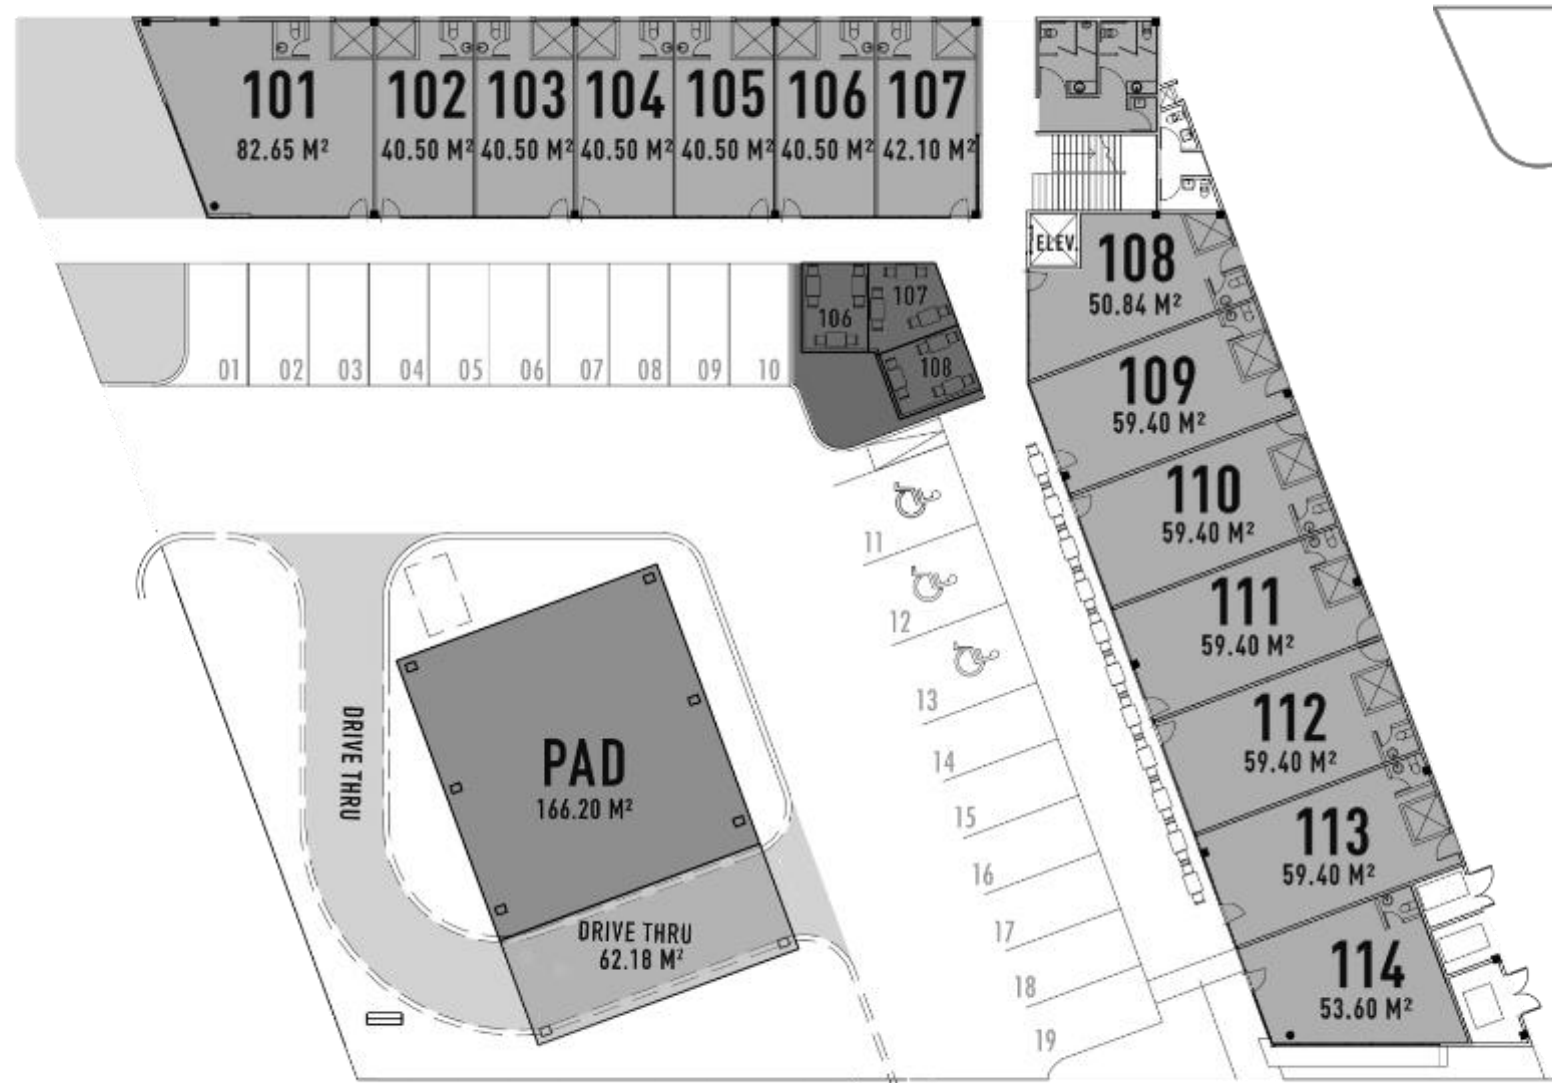 101
82.65 M²
102
40.50 M²
103
40.50 M²
104
40.50 M²
105
40.50 M²
106
40.50 M²
107
42.10 M²
ELEV.
108
50.84 M²
109
59.40 M²
110
59.40 M²
111
59.40 M²
112
59.40 M²
113
59.40 M²
114
53.60 M²
01
02
03
04
05
06
07
08
09
10
106
107
108
11
12
13
14
15
16
17
18
19
DRIVE THRU
PAD
166.20 M²
DRIVE THRU
62.18 M²